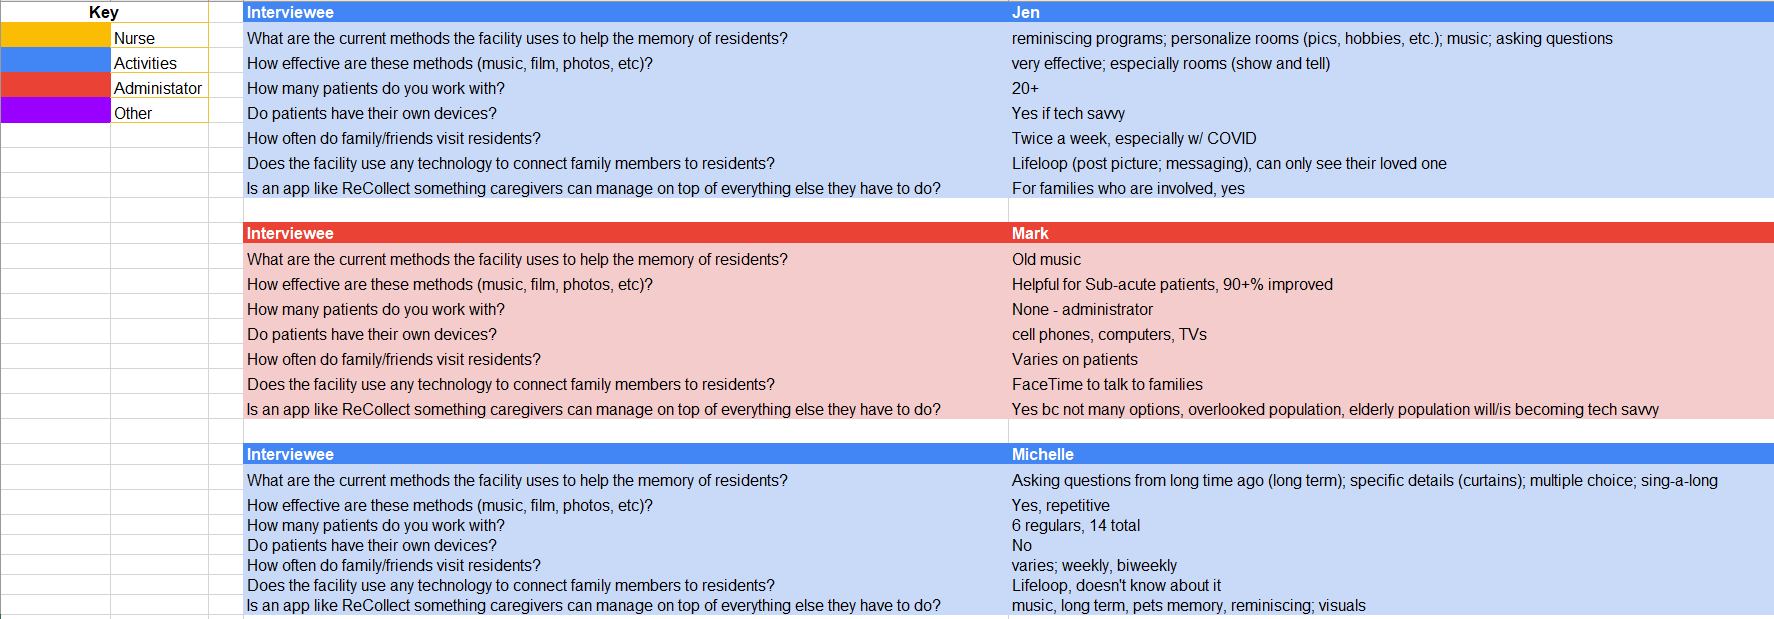 Key
Nurse
Activities
Administator
Other
Interviewee Jen
What are the current methods the facility uses to help the memory of residents? reminiscing programs; personalize rooms (pics, hobbies, etc.); music; asking questions
How effective are these methods (music, film, photos, etc)? very effective; especially rooms (show and tell)
How many patients do you work with? 20+
Do patients have their own devices? Yes if tech savvy
How often do family/friends visit residents? Twice a week, especially w/ COVID
Does the facility use any technology to connect family members to residents? Lifeloop (post picture; messaging), can only see their loved one
Is an app like ReCollect something caregivers can manage on top of everything else they have to do? For families who are involved, yes
Interviewee Mark
What are the current methods the facility uses to help the memory of residents? Old music
How effective are these methods (music, film, photos, etc)? Helpful for Sub-acute patients, 90+% improved
How many patients do you work with? None - administrator
Do patients have their own devices? cell phones, computers, TVs
How often do family/friends visit residents? Varies on patients
Does the facility use any technology to connect family members to residents? FaceTime to talk to families
Is an app like ReCollect something caregivers can manage on top of everything else they have to do? Yes bc not many options, overlooked population, elderly population will/is becoming tech savvy
Interviewee Michelle
What are the current methods the facility uses to help the memory of residents? Asking questions from long time ago (long term); specific details (curtains); multiple choice; sing-a-long
How effective are these methods (music, film, photos, etc)? Yes, repetitive
How many patients do you work with? 6 regulars, 14 total
Do patients have their own devices? No
How often do family/friends visit residents? varies; weekly, biweekly
Does the facility use any technology to connect family members to residents? Lifeloop, doesn't know about it
Is an app like ReCollect something caregivers can manage on top of everything else they have to do? music, long term, pets memory, reminiscing; visuals